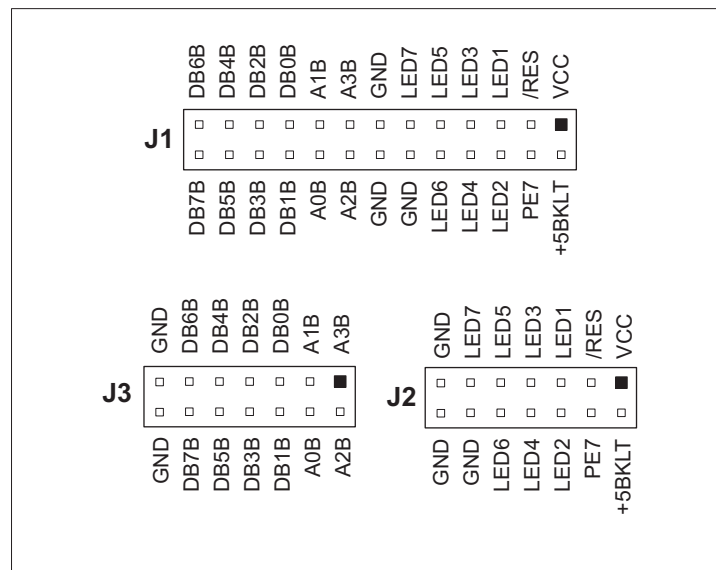 DB6B DB4B DB2B DB0B A1B A3B GND LED7 LED5 LED3 LED1 /RES VCC
J1
DB7B DB5B DB3B DB1B A0B A2B GND GND LED6 LED4 LED2 PE7 +5BKLT
GND DB6B DB4B DB2B DB0B A1B A3B
J3
GND DB7B DB5B DB3B DB1B A0B A2B
GND LED7 LED5 LED3 LED1 /RES VCC
J2
GND GND LED6 LED4 LED2 PE7 +5BKLT